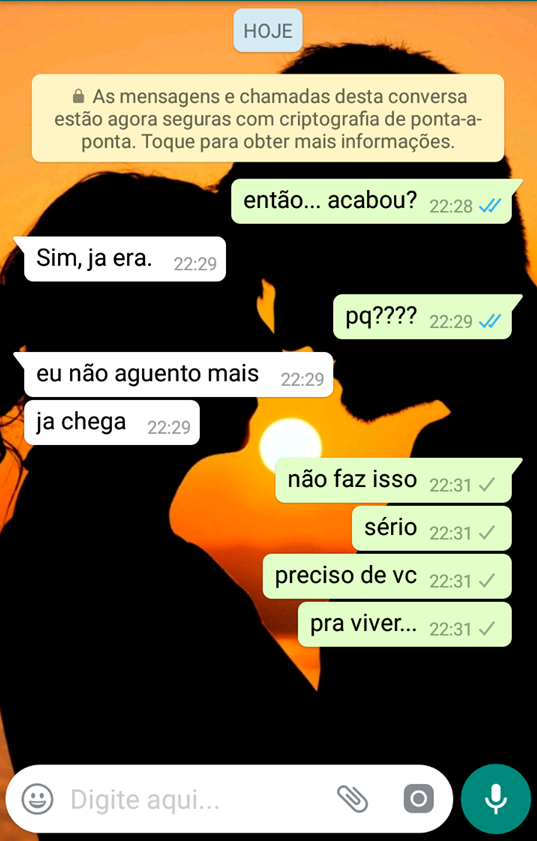 HOJE
As mensagens e chamadas desta conversa
estão agora seguras com criptografia de ponta-a-
ponta. Toque para obter mais informações.
então... acabou? 22:28
Sim, ja era. 22:29
pq???? 22:29
eu não aguento mais 22:29
ja chega 22:29
não faz isso 22:31
sério 22:31
preciso de vc 22:31
pra viver... 22:31
Digite aqui...